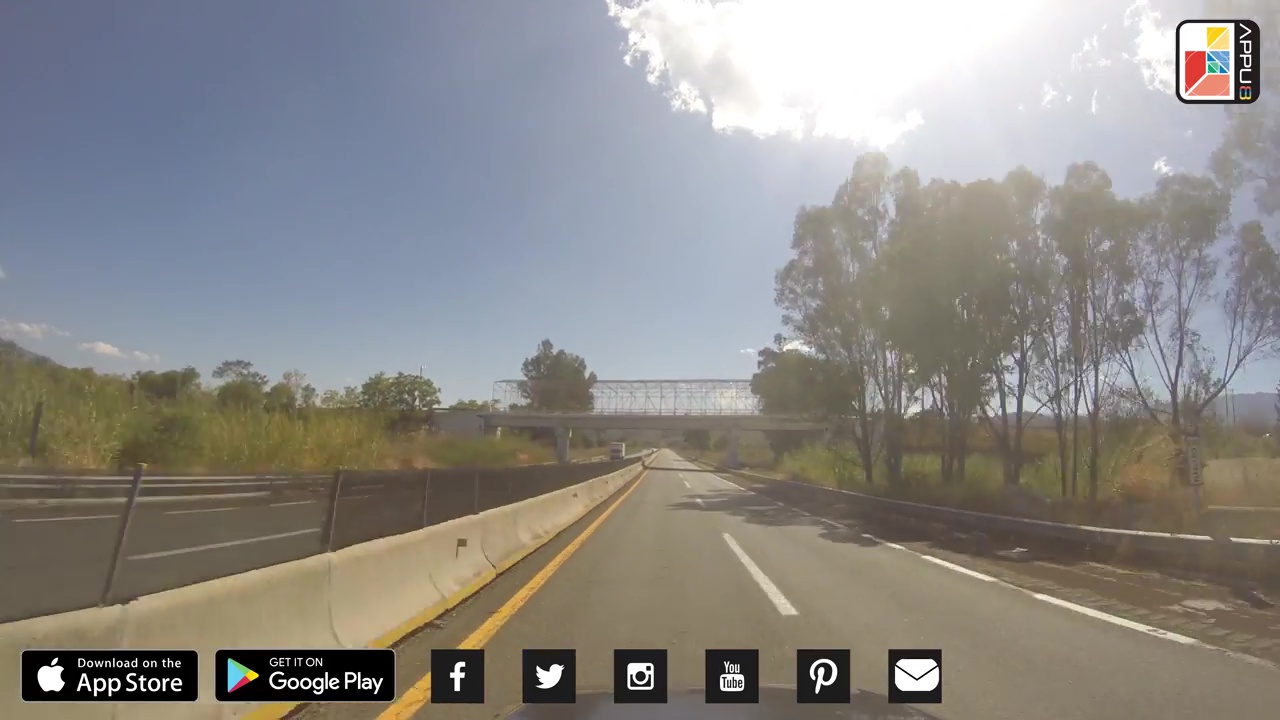 APPUB
Download on the
App Store
GET IT ON
Google Play
You
Tube